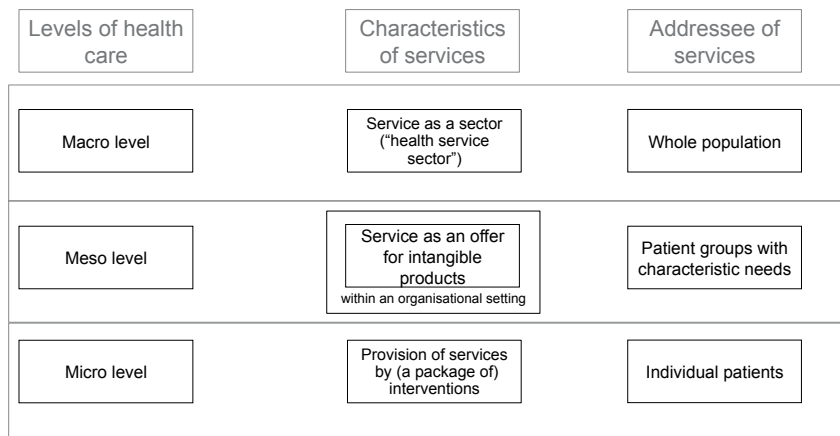 Levels of health
care
Characteristics
of services
Addressee of
services
Macro level
Service as a sector
(“health service
sector”)
Whole population
Meso level
Service as an offer
for intangible
products
within an organisational setting
Patient groups with
characteristic needs
Micro level
Provision of services
by (a package of)
interventions
Individual patients